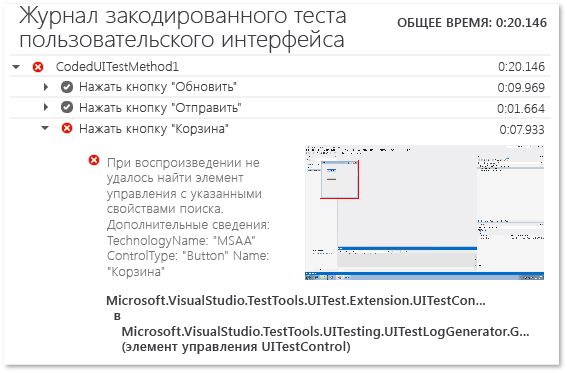 Журнал закодированного теста
пользовательского интерфейса
ОБЩЕЕ ВРЕМЯ: 0:20.146
CodedUITestMethod1 0:20.146
Нажать кнопку "Обновить" 0:09.969
Нажать кнопку "Отправить" 0:01.664
Нажать кнопку "Корзина" 0:07.933
При воспроизведении не
удалось найти элемент
управления с указанными
свойствами поиска.
Дополнительные сведения:
TechnologyName: "MSAA"
ControlType: "Button" Name:
"Корзина"
Microsoft.VisualStudio.TestTools.UITest.Extension.UITestCon...
в
Microsoft.VisualStudio.TestTools.UITesting.UITestLogGenerator.G...
(элемент управления UITestControl)